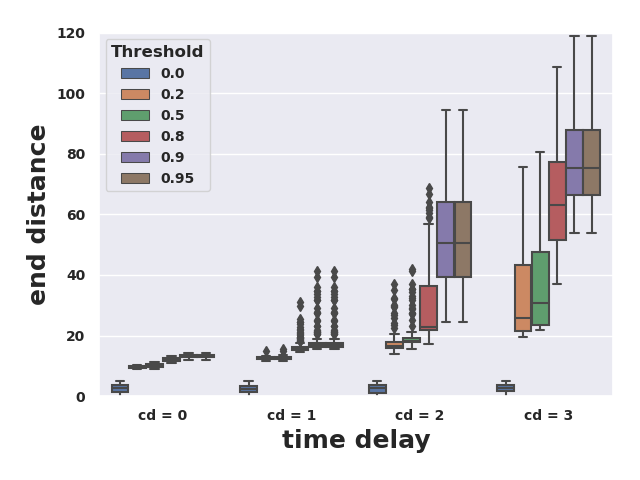 120
100
80
60
40
20
0
end distance
Threshold
0.0
0.2
0.5
0.8
0.9
0.95
cd = 0
cd = 1
cd = 2
cd = 3
time delay